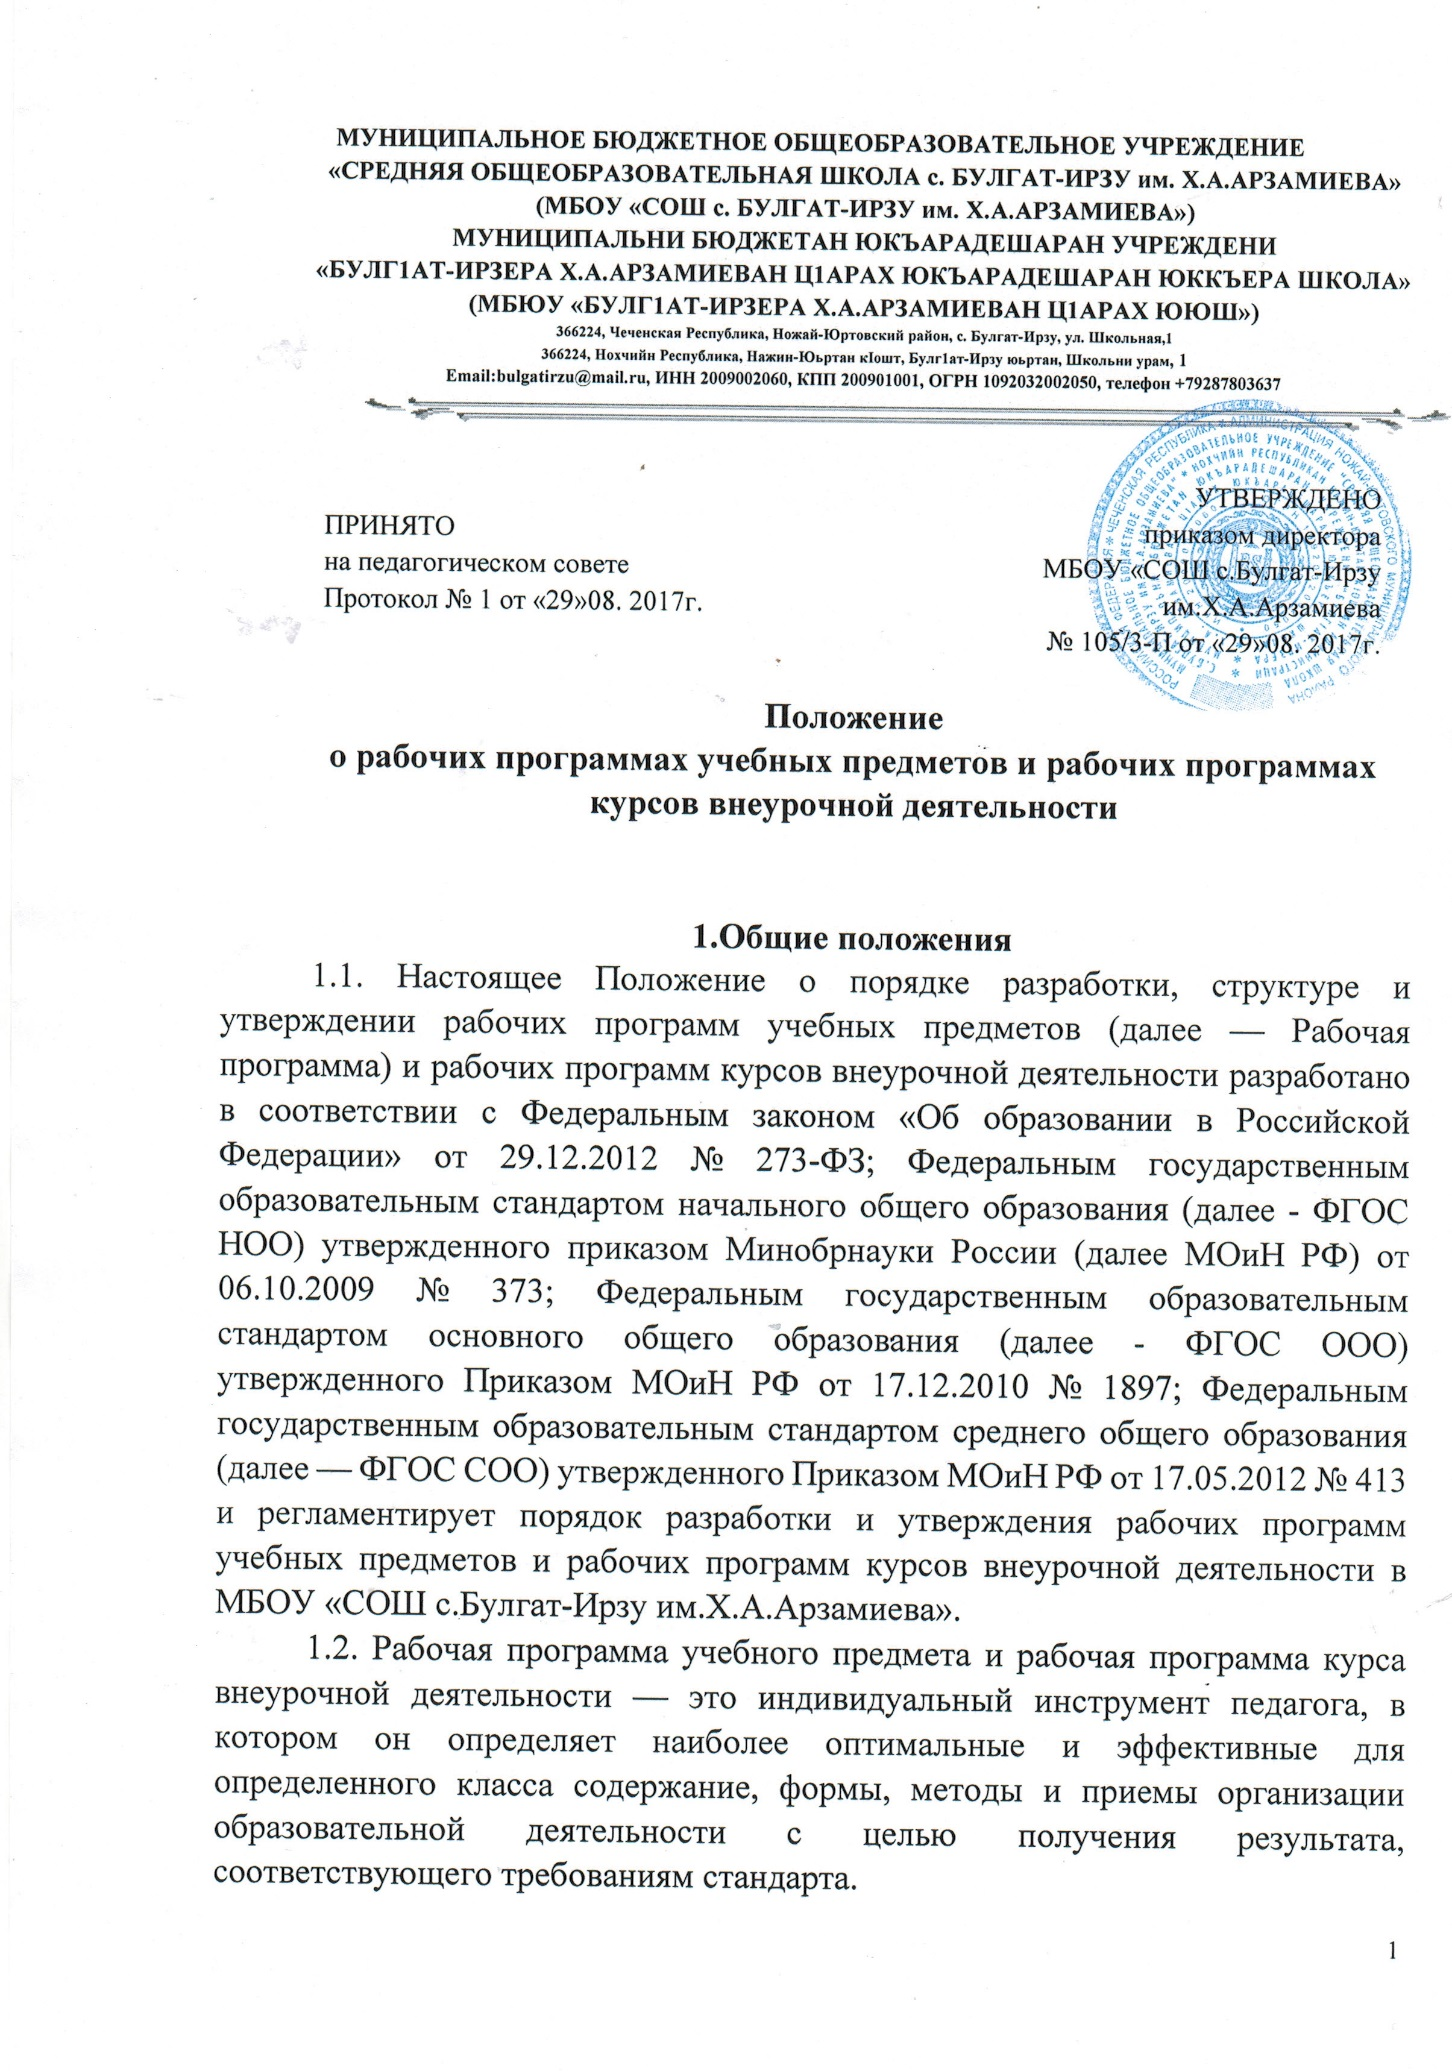 МУНИЦИПАЛЬНОЕ БЮДЖЕТНОЕ ОБЩЕОБРАЗОВАТЕЛЬНОЕ УЧРЕЖДЕНИЕ
«СРЕДНЯЯ ОБЩЕОБРАЗОВАТЕЛЬНАЯ ШКОЛА с. БУЛГАТ-ИРЗУ им. Х.А.АРЗАМИЕВА»
(МБОУ «СОШ с. БУЛГАТ-ИРЗУ им. Х.А.АРЗАМИЕВА»)
МУНИЦИПАЛЬНИ БЮДЖЕТАН ЮКЪАРАДЕШАРАН УЧРЕЖДЕНИ
«БУЛГ1АТ-ИРЗЕРА Х.А.АРЗАМИЕВАН Ц1АРАХ ЮКЪАРАДЕШАРАН ЮККЪЕРА ШКОЛА»
(МБЮУ «БУЛГ1АТ-ИРЗЕРА Х.А.АРЗАМИЕВАН Ц1АРАХ ЮЮШ»)
366224, Чеченская Республика, Ножай-Юртовский район, с. Булгат-Ирзу, ул. Школьная,1
366224, Нохчийн Республика, Нажин-Юьртан кIошт, Булг1ат-Ирзу юьртан, Школьни урам, 1
Email:bulgatirzu@mail.ru, ИНН 2009002060, КПП 200901001, ОГРН 1092032002050, телефон +79287803637
ПРИНЯТО
на педагогическом совете
Протокол № 1 от «29»08. 2017г.
УТВЕРЖДЕНО
приказом директора
МБОУ «СОШ с.Булгат-Ирзу
им.Х.А.Арзамиева
№ 105/3-П от «29»08. 2017г.
Положение
о рабочих программах учебных предметов и рабочих программах
курсов внеурочной деятельности
1.Общие положения
1.1. Настоящее Положение о порядке разработки, структуре и
утверждении рабочих программ учебных предметов (далее — Рабочая
программа) и рабочих программ курсов внеурочной деятельности разработано
в соответствии с Федеральным законом «Об образовании в Российской
Федерации» от 29.12.2012 № 273-ФЗ; Федеральным государственным
образовательным стандартом начального общего образования (далее - ФГОС
НОО) утвержденного приказом Минобрнауки России (далее МОиН РФ) от
06.10.2009 № 373; Федеральным государственным образовательным
стандартом основного общего образования (далее - ФГОС ООО)
утвержденного Приказом МОиН РФ от 17.12.2010 № 1897; Федеральным
государственным образовательным стандартом среднего общего образования
(далее — ФГОС СОО) утвержденного Приказом МОиН РФ от 17.05.2012 № 413
и регламентирует порядок разработки и утверждения рабочих программ
учебных предметов и рабочих программ курсов внеурочной деятельности в
МБОУ «СОШ с.Булгат-Ирзу им.Х.А.Арзамиева».
1.2. Рабочая программа учебного предмета и рабочая программа курса
внеурочной деятельности — это индивидуальный инструмент педагога, в
котором он определяет наиболее оптимальные и эффективные для
определенного класса содержание, формы, методы и приемы организации
образовательной деятельности с целью получения результата,
соответствующего требованиям стандарта.
1